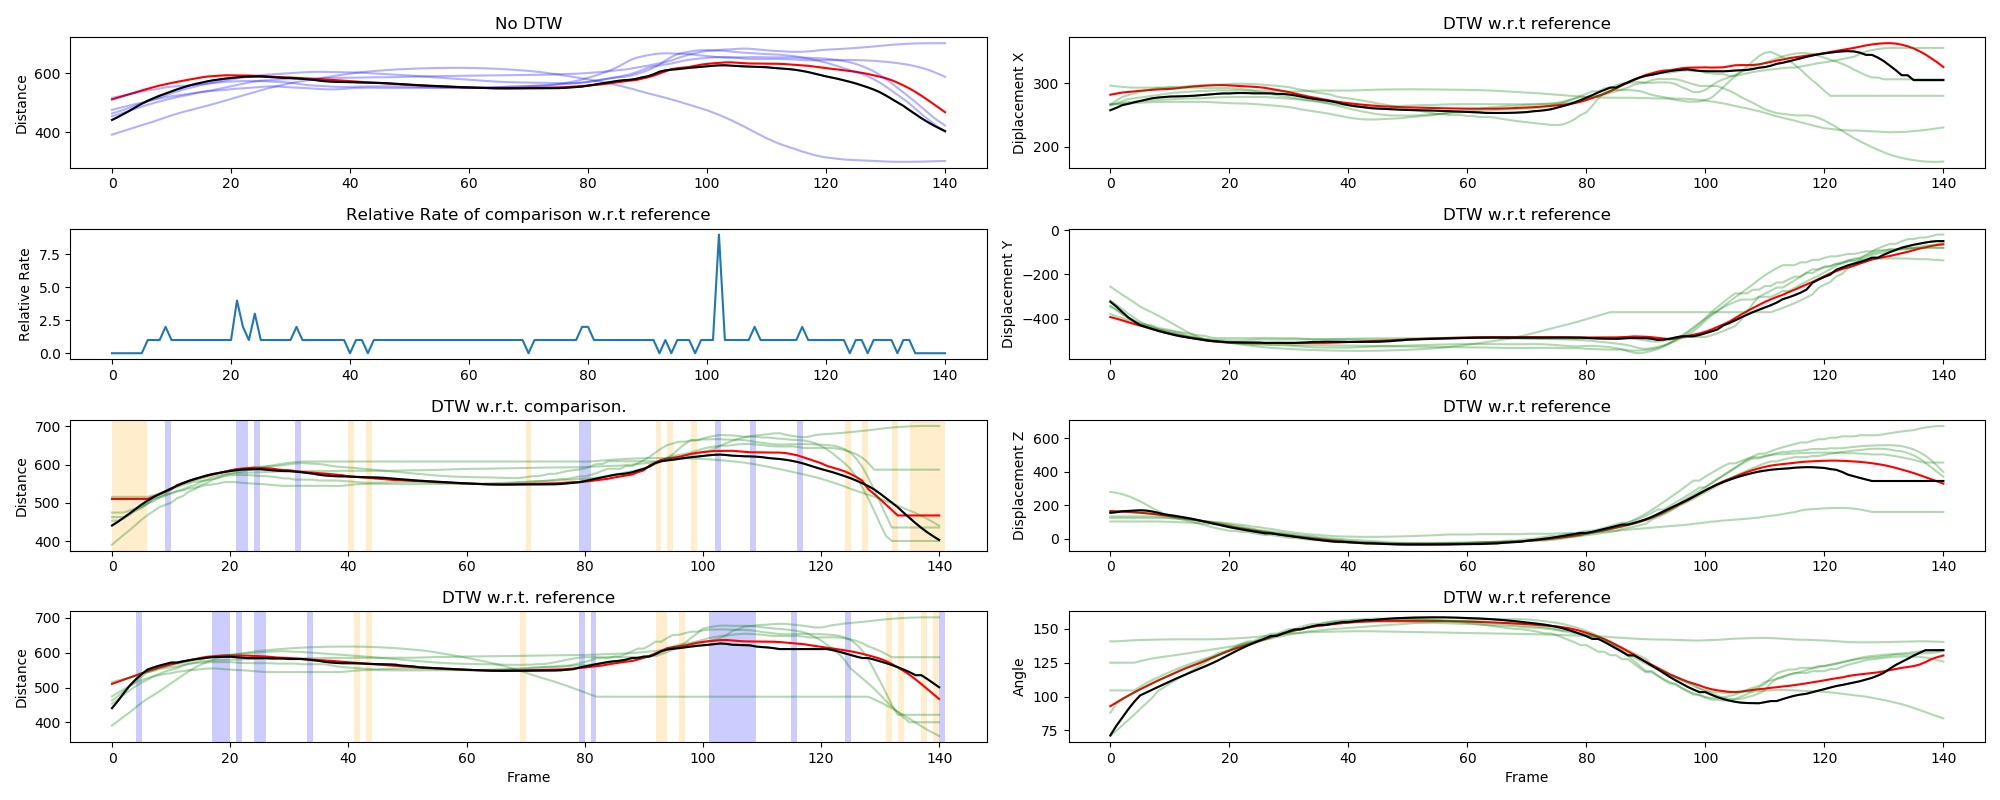 No DTW
Distance
600
400
0 20 40 60 80 100 120 140
Relative Rate of comparison w.r.t reference
Relative Rate
7.5
5.0
2.5
0.0
0 20 40 60 80 100 120 140
DTW w.r.t. comparison.
Distance
700
600
500
400
0 20 40 60 80 100 120 140
DTW w.r.t. reference
Distance
700
600
500
400
0 20 40 60 80 100 120 140
Frame
DTW w.r.t reference
Diplacement X
300
200
0 20 40 60 80 100 120 140
DTW w.r.t reference
Displacement Y
0
−200
−400
0 20 40 60 80 100 120 140
DTW w.r.t reference
Displacement Z
600
400
200
0
0 20 40 60 80 100 120 140
DTW w.r.t reference
Angle
150
125
100
75
0 20 40 60 80 100 120 140
Frame